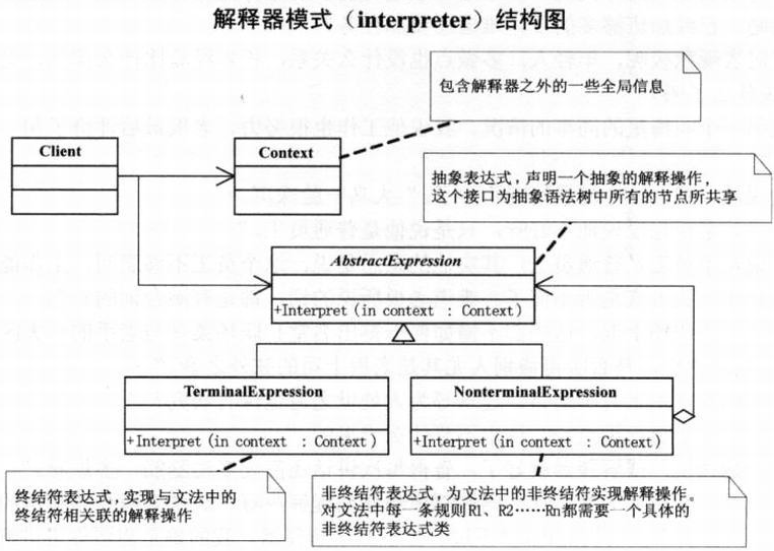 解释器模式（interpreter）结构图
包含解释器之外的一些全局信息
Client
Context
抽象表达式，声明一个抽象的解释操作，
这个接口为抽象语法树中所有的节点所共享
AbstractExpression
+Interpret(in context : Context)
TerminalExpression
NonterminalExpression
+Interpret(in context : Context)
+Interpret(in context : Context)
终结符表达式，实现与文法中的
终结符相关联的解释操作
非终结符表达式，为文法中的非终结符实现解释操作。
对文法中每一条规则R1、R2……Rn都需要一个具体的
非终结符表达式类